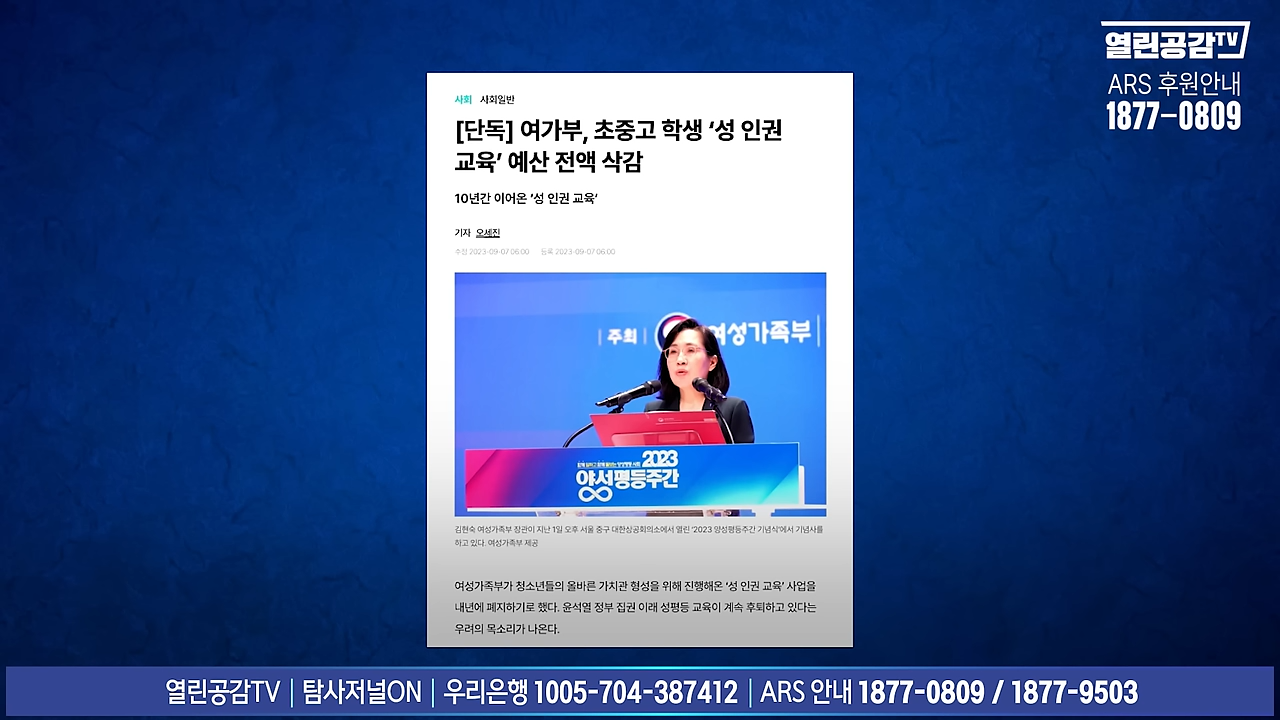 열린공감TV
ARS 후원안내
1877-0809
사회 사회일반
[단독] 여가부, 초중고 학생 ‘성 인권
교육’ 예산 전액 삭감
10년간 이어온 ‘성 인권 교육’
기자 오세진
수정 2023-09-07 06:00 등록 2023-09-07 06:00
| 주최 | 여성가족부 |
2023
양성평등주간
김현숙 여성가족부 장관이 지난 1일 오후 서울 중구 대한상공회의소에서 열린 ‘2023 양성평등주간 기념식’에서 기념사를
하고 있다. 여성가족부 제공
여성가족부가 청소년들의 올바른 가치관 형성을 위해 진행해온 ‘성 인권 교육’ 사업을
내년에 폐지하기로 했다. 윤석열 정부 집권 이래 성평등 교육이 계속 후퇴하고 있다는
우려의 목소리가 나온다.
열린공감TV | 탐사저널ON | 우리은행 1005-704-387412 | ARS 안내 1877-0809 / 1877-9503